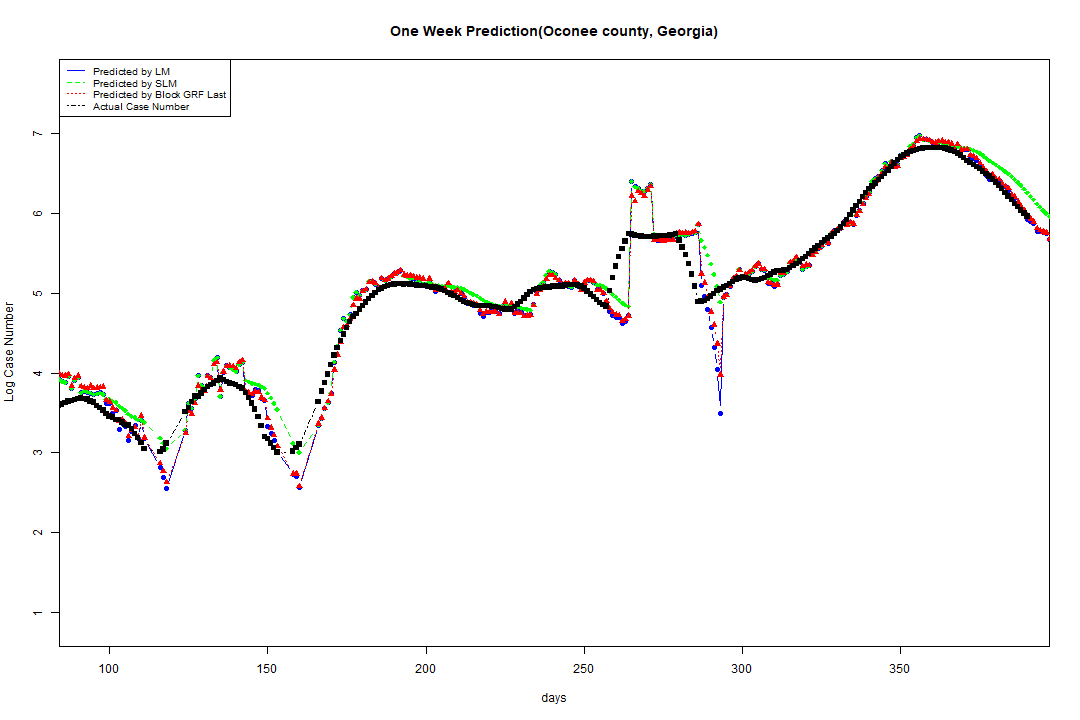 One Week Prediction(Oconee county, Georgia)
Predicted by LM
Predicted by SLM
Predicted by Block GRF Last
Actual Case Number
7
6
5
4
3
2
1
Log Case Number
100 150 200 250 300 350
days